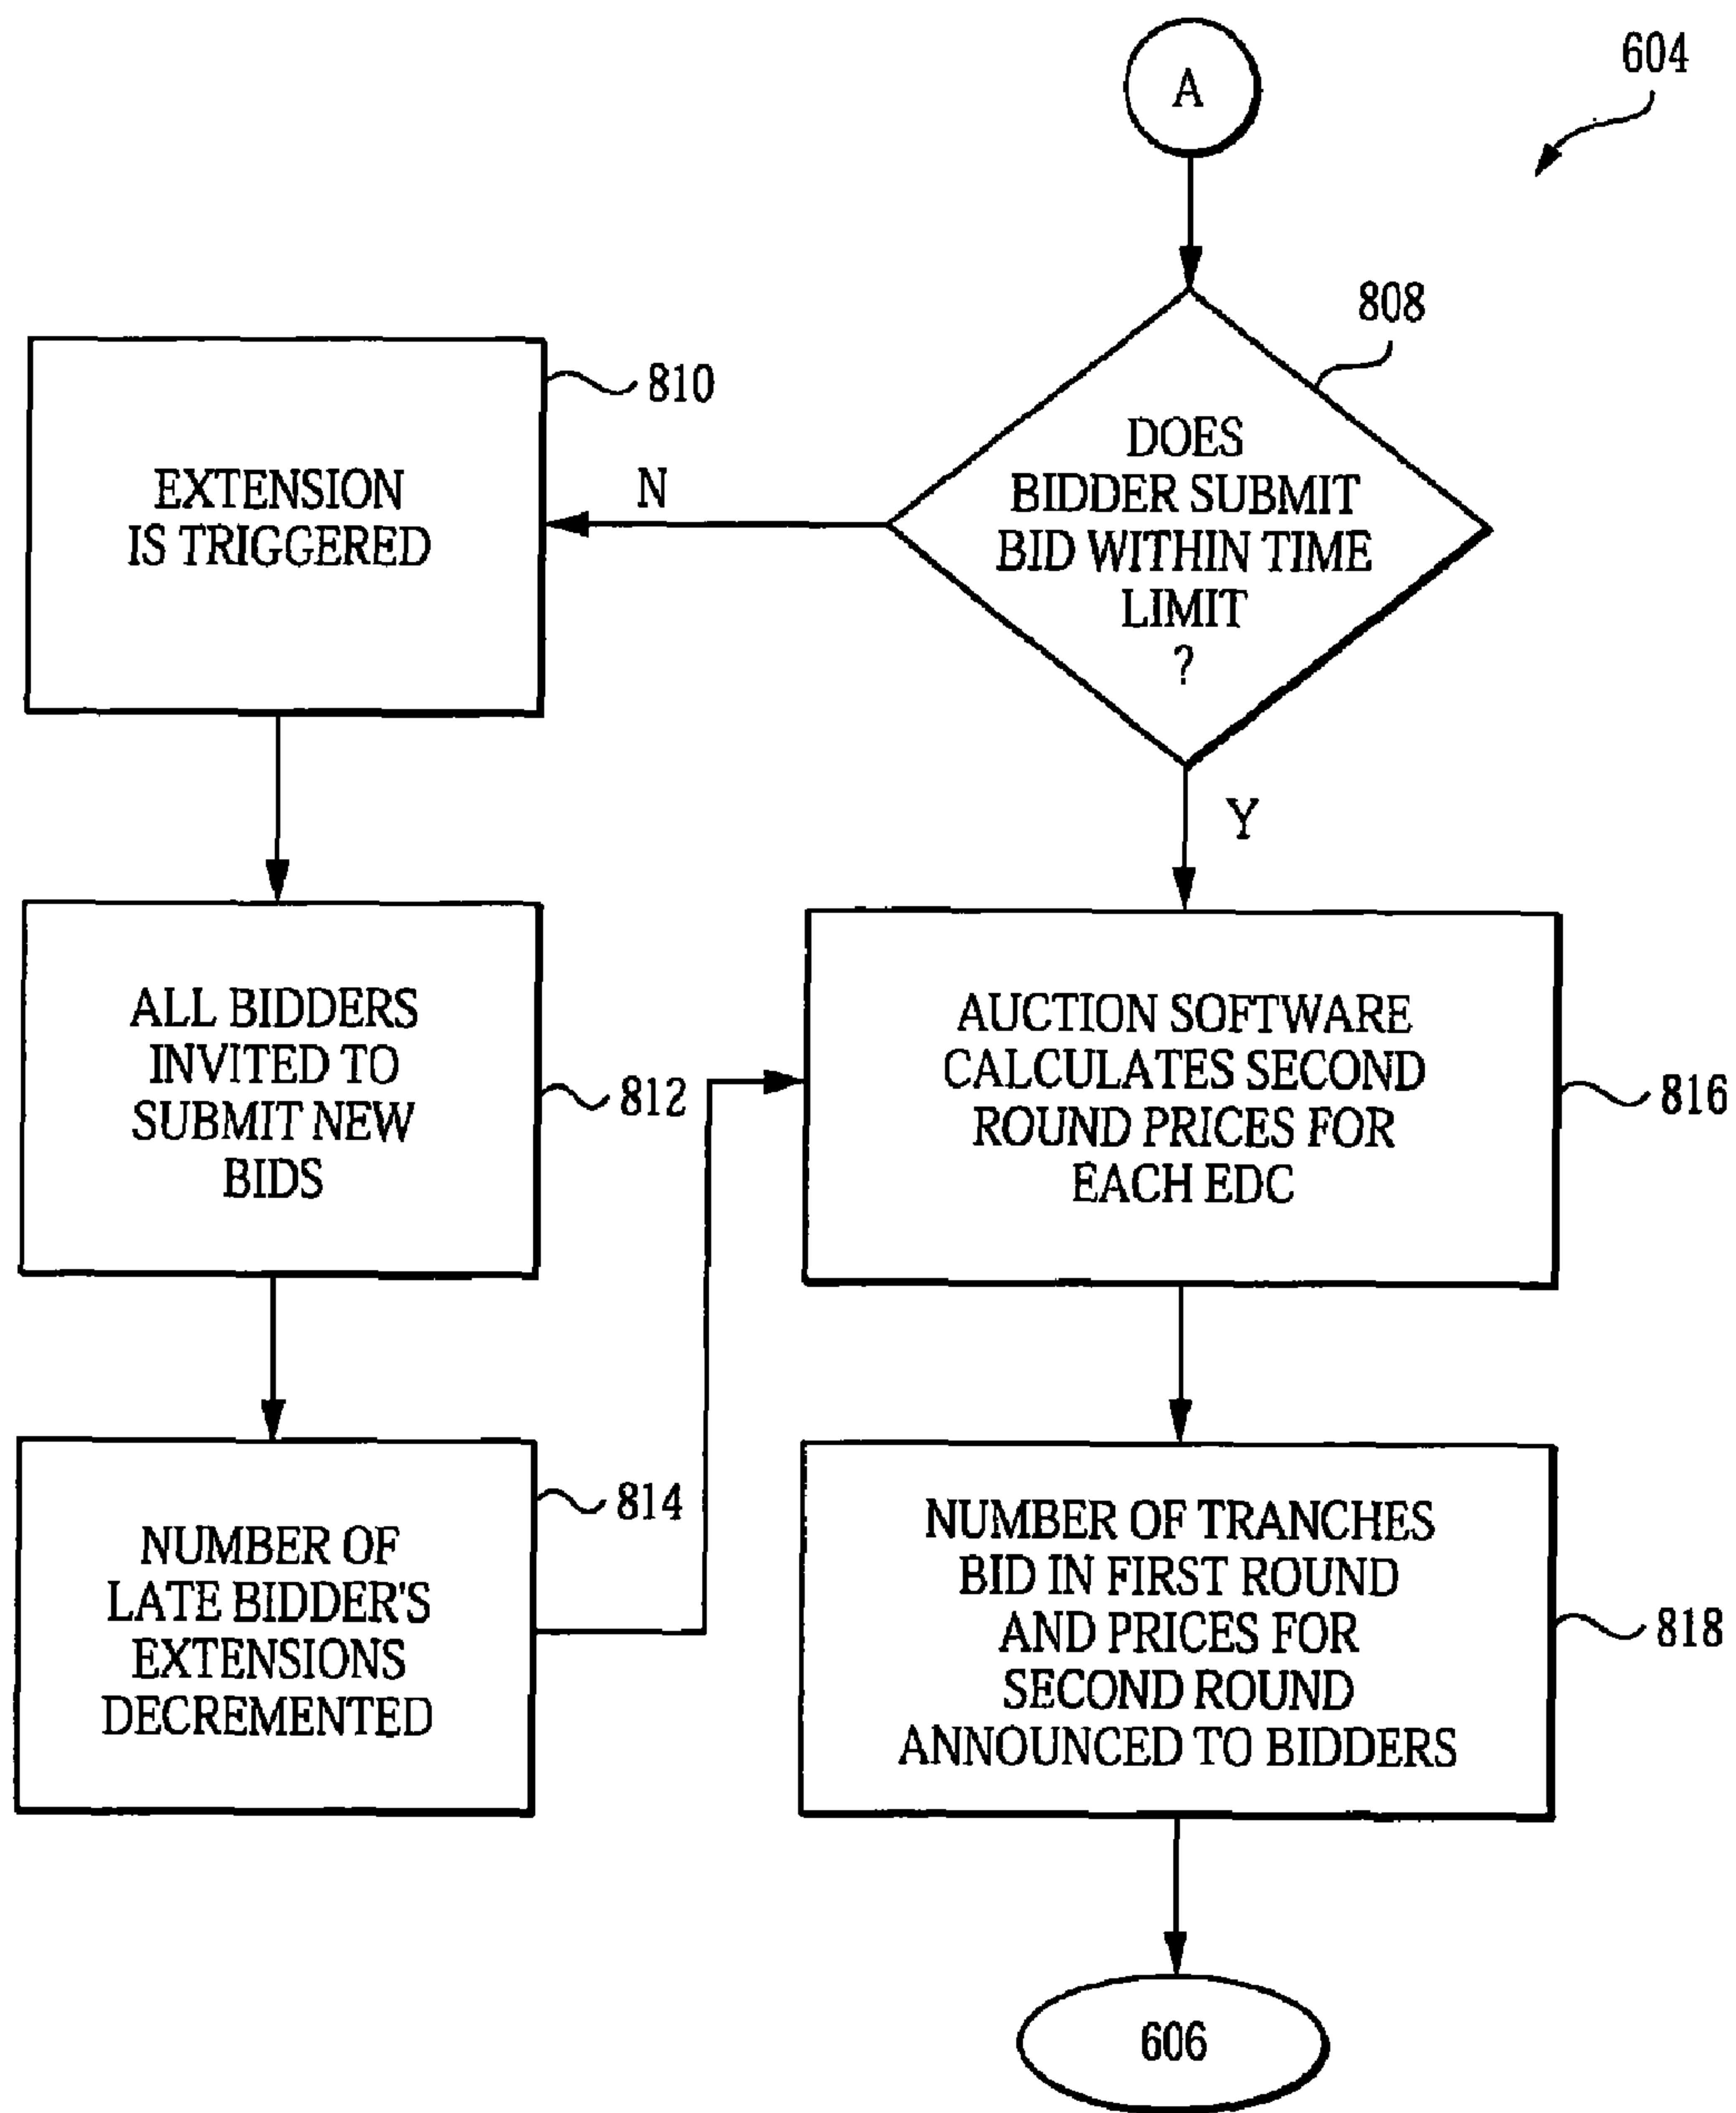 A
604
808
DOES
BIDDER SUBMIT
BID WITHIN TIME
LIMIT
?
N
Y
810
EXTENSION
IS TRIGGERED
ALL BIDDERS
INVITED TO
SUBMIT NEW
BIDS
812
NUMBER OF
LATE BIDDER'S
EXTENSIONS
DECREMENTED
814
AUCTION SOFTWARE
CALCULATES SECOND
ROUND PRICES FOR
EACH EDC
816
NUMBER OF TRANCHES
BID IN FIRST ROUND
AND PRICES FOR
SECOND ROUND
ANNOUNCED TO BIDDERS
818
606